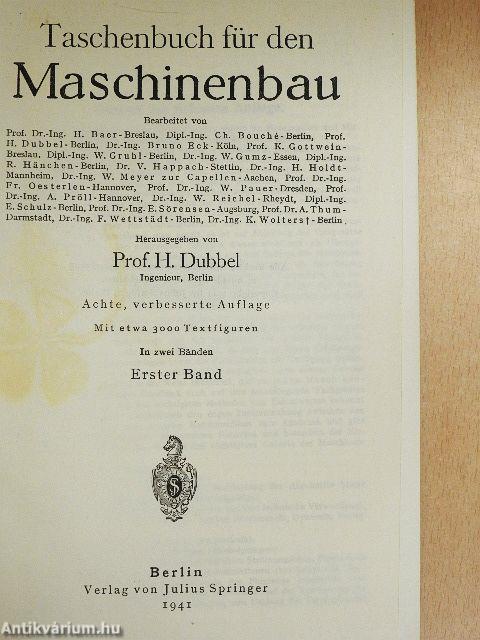 Taschenbuch für den
Maschinenbau
Bearbeitet von
Prof. Dr.-Ing. H. Baer-Breslau, Dipl.-Ing. Ch. Bouché-Berlin, Prof.
H. Dubbel-Berlin, Dr.-Ing. Bruno Eck-Köln, Prof. K. Gottwein-
Breslau, Dipl.-Ing. W. Gruhl-Berlin, Dr.-Ing. W. Gumz-Essen, Dipl.-Ing.
R. Hänchen-Berlin, Dr. V. Happach-Stettin, Dr.-Ing. H. Holdt-
Mannheim, Dr.-Ing. W. Meyer zur Capellen-Aachen, Prof. Dr.-Ing.
Fr. Oesterlen-Hannover, Prof. Dr.-Ing. W. Pauer-Dresden, Prof.
Dr.-Ing. A. Pröll-Hannover, Dr.-Ing. W. Reichel-Rheydt, Dipl.-Ing.
E. Schulz-Berlin, Prof. Dr.-Ing. E. Sörensen-Augsburg, Prof. Dr. A. Thum-
Darmstadt, Dr.-Ing. F. Wettstädt-Berlin, Dr.-Ing. K. Wolters†-Berlin
Herausgegeben von
Prof. H. Dubbel
Ingenieur, Berlin
Achte, verbesserte Auflage
Mit etwa 3000 Textfiguren
In zwei Bänden
Erster Band
Berlin
Verlag von Julius Springer
1941
Antikvárium.hu